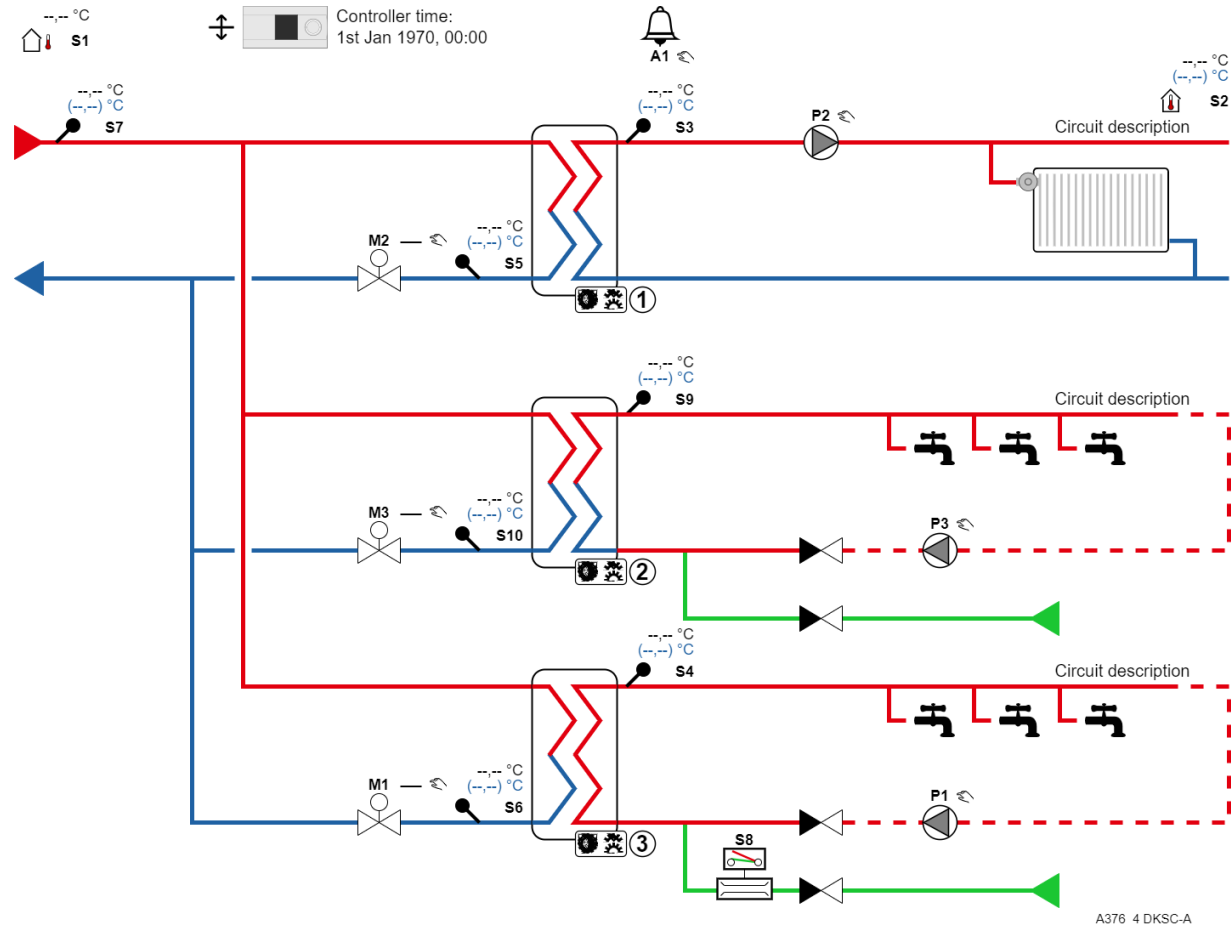 --,-- °C
S1
Controller time:
1st Jan 1970, 00:00
A1
--,-- °C
(--,--) °C
S2
--,-- °C
(--,--) °C
S7
--,-- °C
(--,--) °C
S3
P2
Circuit description
M2
--,-- °C
(--,--) °C
S5
1
--,-- °C
(--,--) °C
S9
Circuit description
M3
--,-- °C
(--,--) °C
S10
P3
2
--,-- °C
(--,--) °C
S4
Circuit description
M1
--,-- °C
(--,--) °C
S6
P1
3
S8
A376 4 DKSC-A